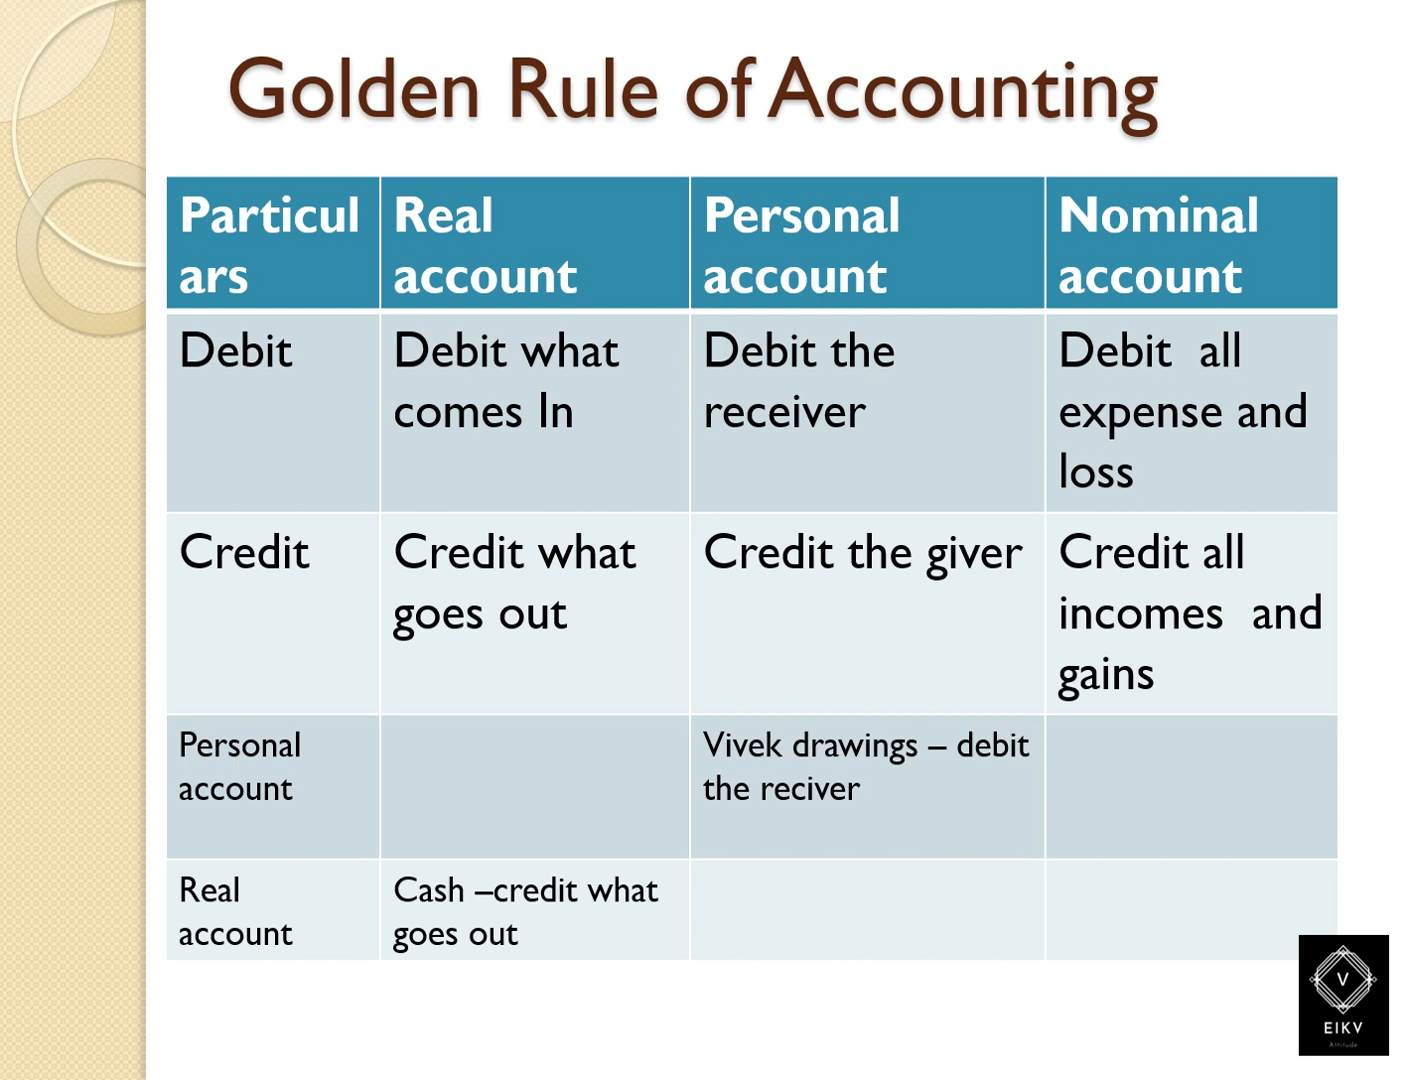 Golden Rule of Accounting
Particul
ars
Real
account
Personal
account
Nominal
account
Debit
Debit what
comes In
Debit the
receiver
Debit  all
expense and
loss
Credit
Credit what
goes out
Credit the giver
Credit all
incomes  and
gains
Personal
account
Vivek drawings – debit
the reciver
Real
account
Cash –credit what
goes out
V
EIKV
Attitude